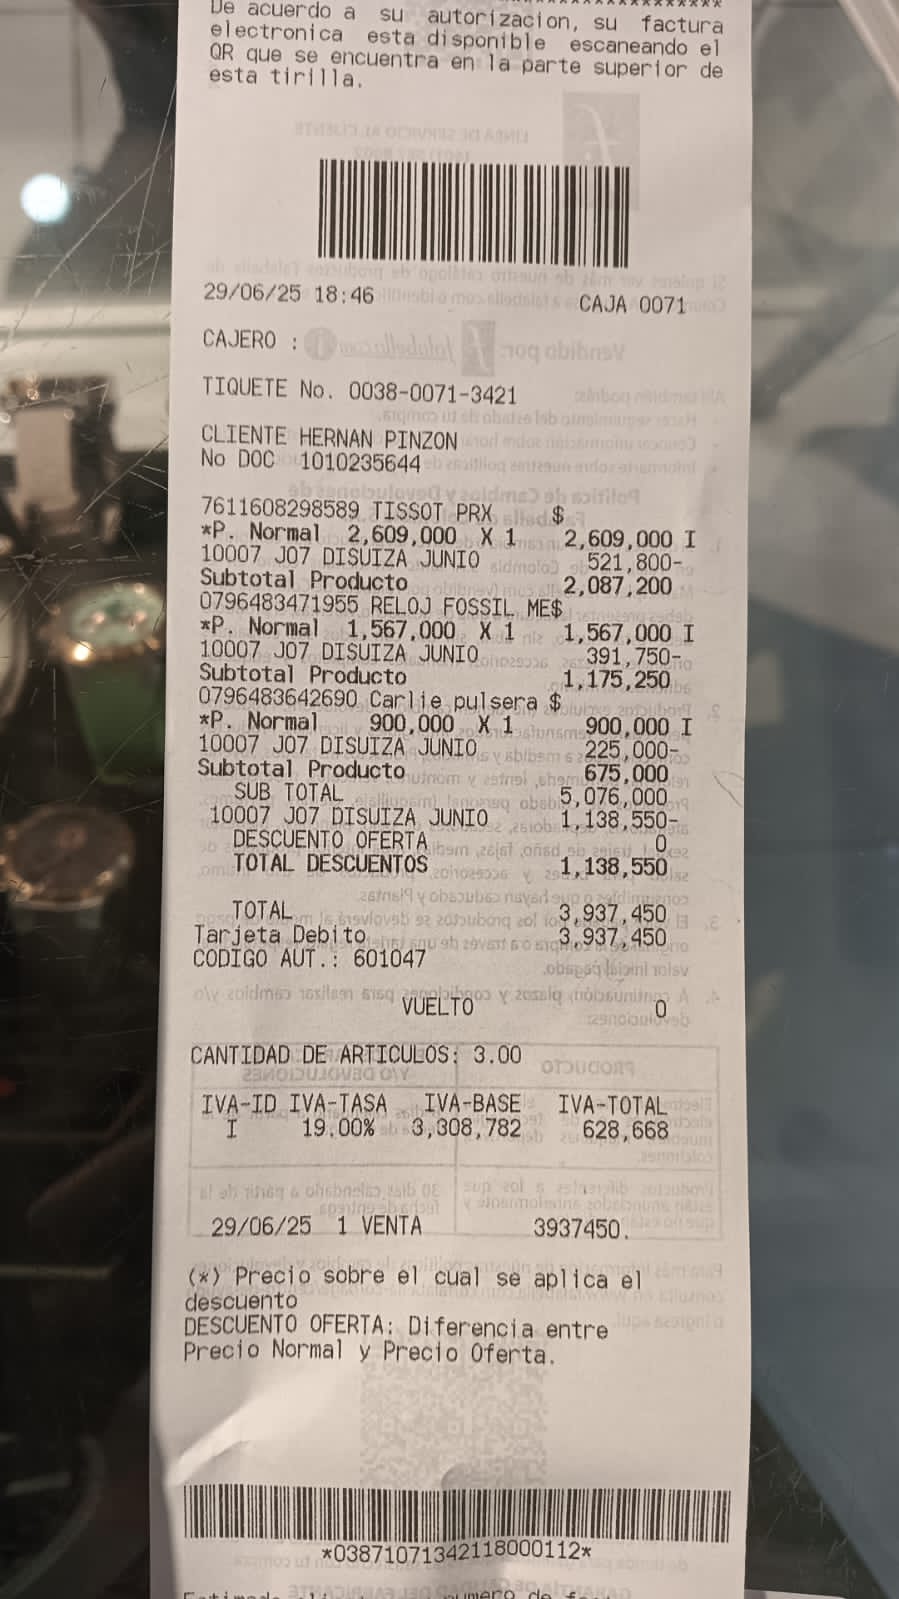 De acuerdo a su autorizacion, su factura
electronica esta disponible escaneando el
QR que se encuentra en la parte superior de
esta tirilla.
29/06/25 18:46 CAJA 0071
CAJERO :
TIQUETE No. 0038-0071-3421
CLIENTE HERNAN PINZON
No DOC 1010235644
7611608298589 TISSOT PRX $
*P. Normal 2,609,000 X 1 2,609,000 I
10007 J07 DISUIZA JUNIO 521,800-
Subtotal Producto 2,087,200
0796483471955 RELOJ FOSSIL ME$
*P. Normal 1,567,000 X 1 1,567,000 I
10007 J07 DISUIZA JUNIO 391,750-
Subtotal Producto 1,175,250
0796483642690 Carlie pulsera $
*P. Normal 900,000 X 1 900,000 I
10007 J07 DISUIZA JUNIO 225,000-
Subtotal Producto 675,000
SUB TOTAL 5,076,000
10007 J07 DISUIZA JUNIO 1,138,550-
DESCUENTO OFERTA 0
TOTAL DESCUENTOS 1,138,550
TOTAL 3,937,450
Tarjeta Debito 3,937,450
CODIGO AUT.: 601047
VUELTO 0
CANTIDAD DE ARTICULOS: 3.00
IVA-ID IVA-TASA IVA-BASE IVA-TOTAL
I 19.00% 3,308,782 628,668
29/06/25 1 VENTA 3937450.
(*) Precio sobre el cual se aplica el
descuento
DESCUENTO OFERTA: Diferencia entre
Precio Normal y Precio Oferta.
*03871071342118000112*